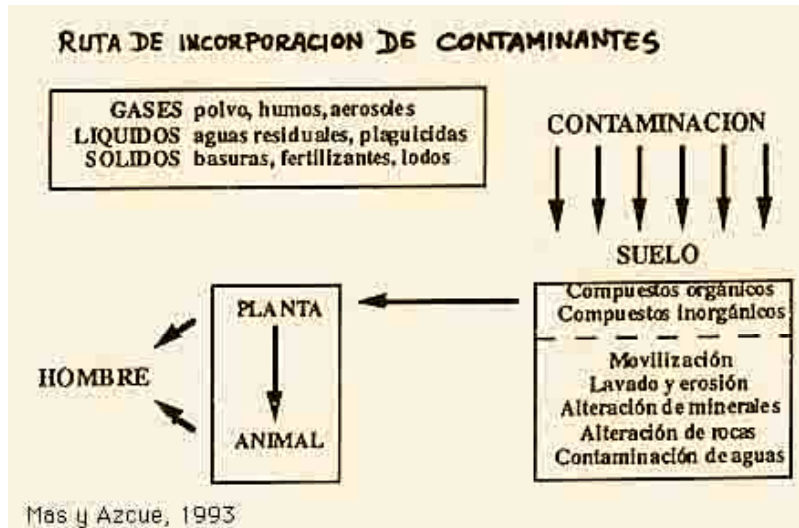 RUTA DE INCORPORACION DE CONTAMINANTES
GASES polvo, humos, aerosoles
LIQUIDOS aguas residuales, plaguicidas
SOLIDOS basuras, fertilizantes, lodos
CONTAMINACION
SUELO
Compuestos orgánicos
Compuestos inorgánicos
Movilización
Lavado y erosión
Alteración de minerales
Alteración de rocas
Contaminación de aguas
PLANTA
HOMBRE
ANIMAL
Mas y Azcue, 1993